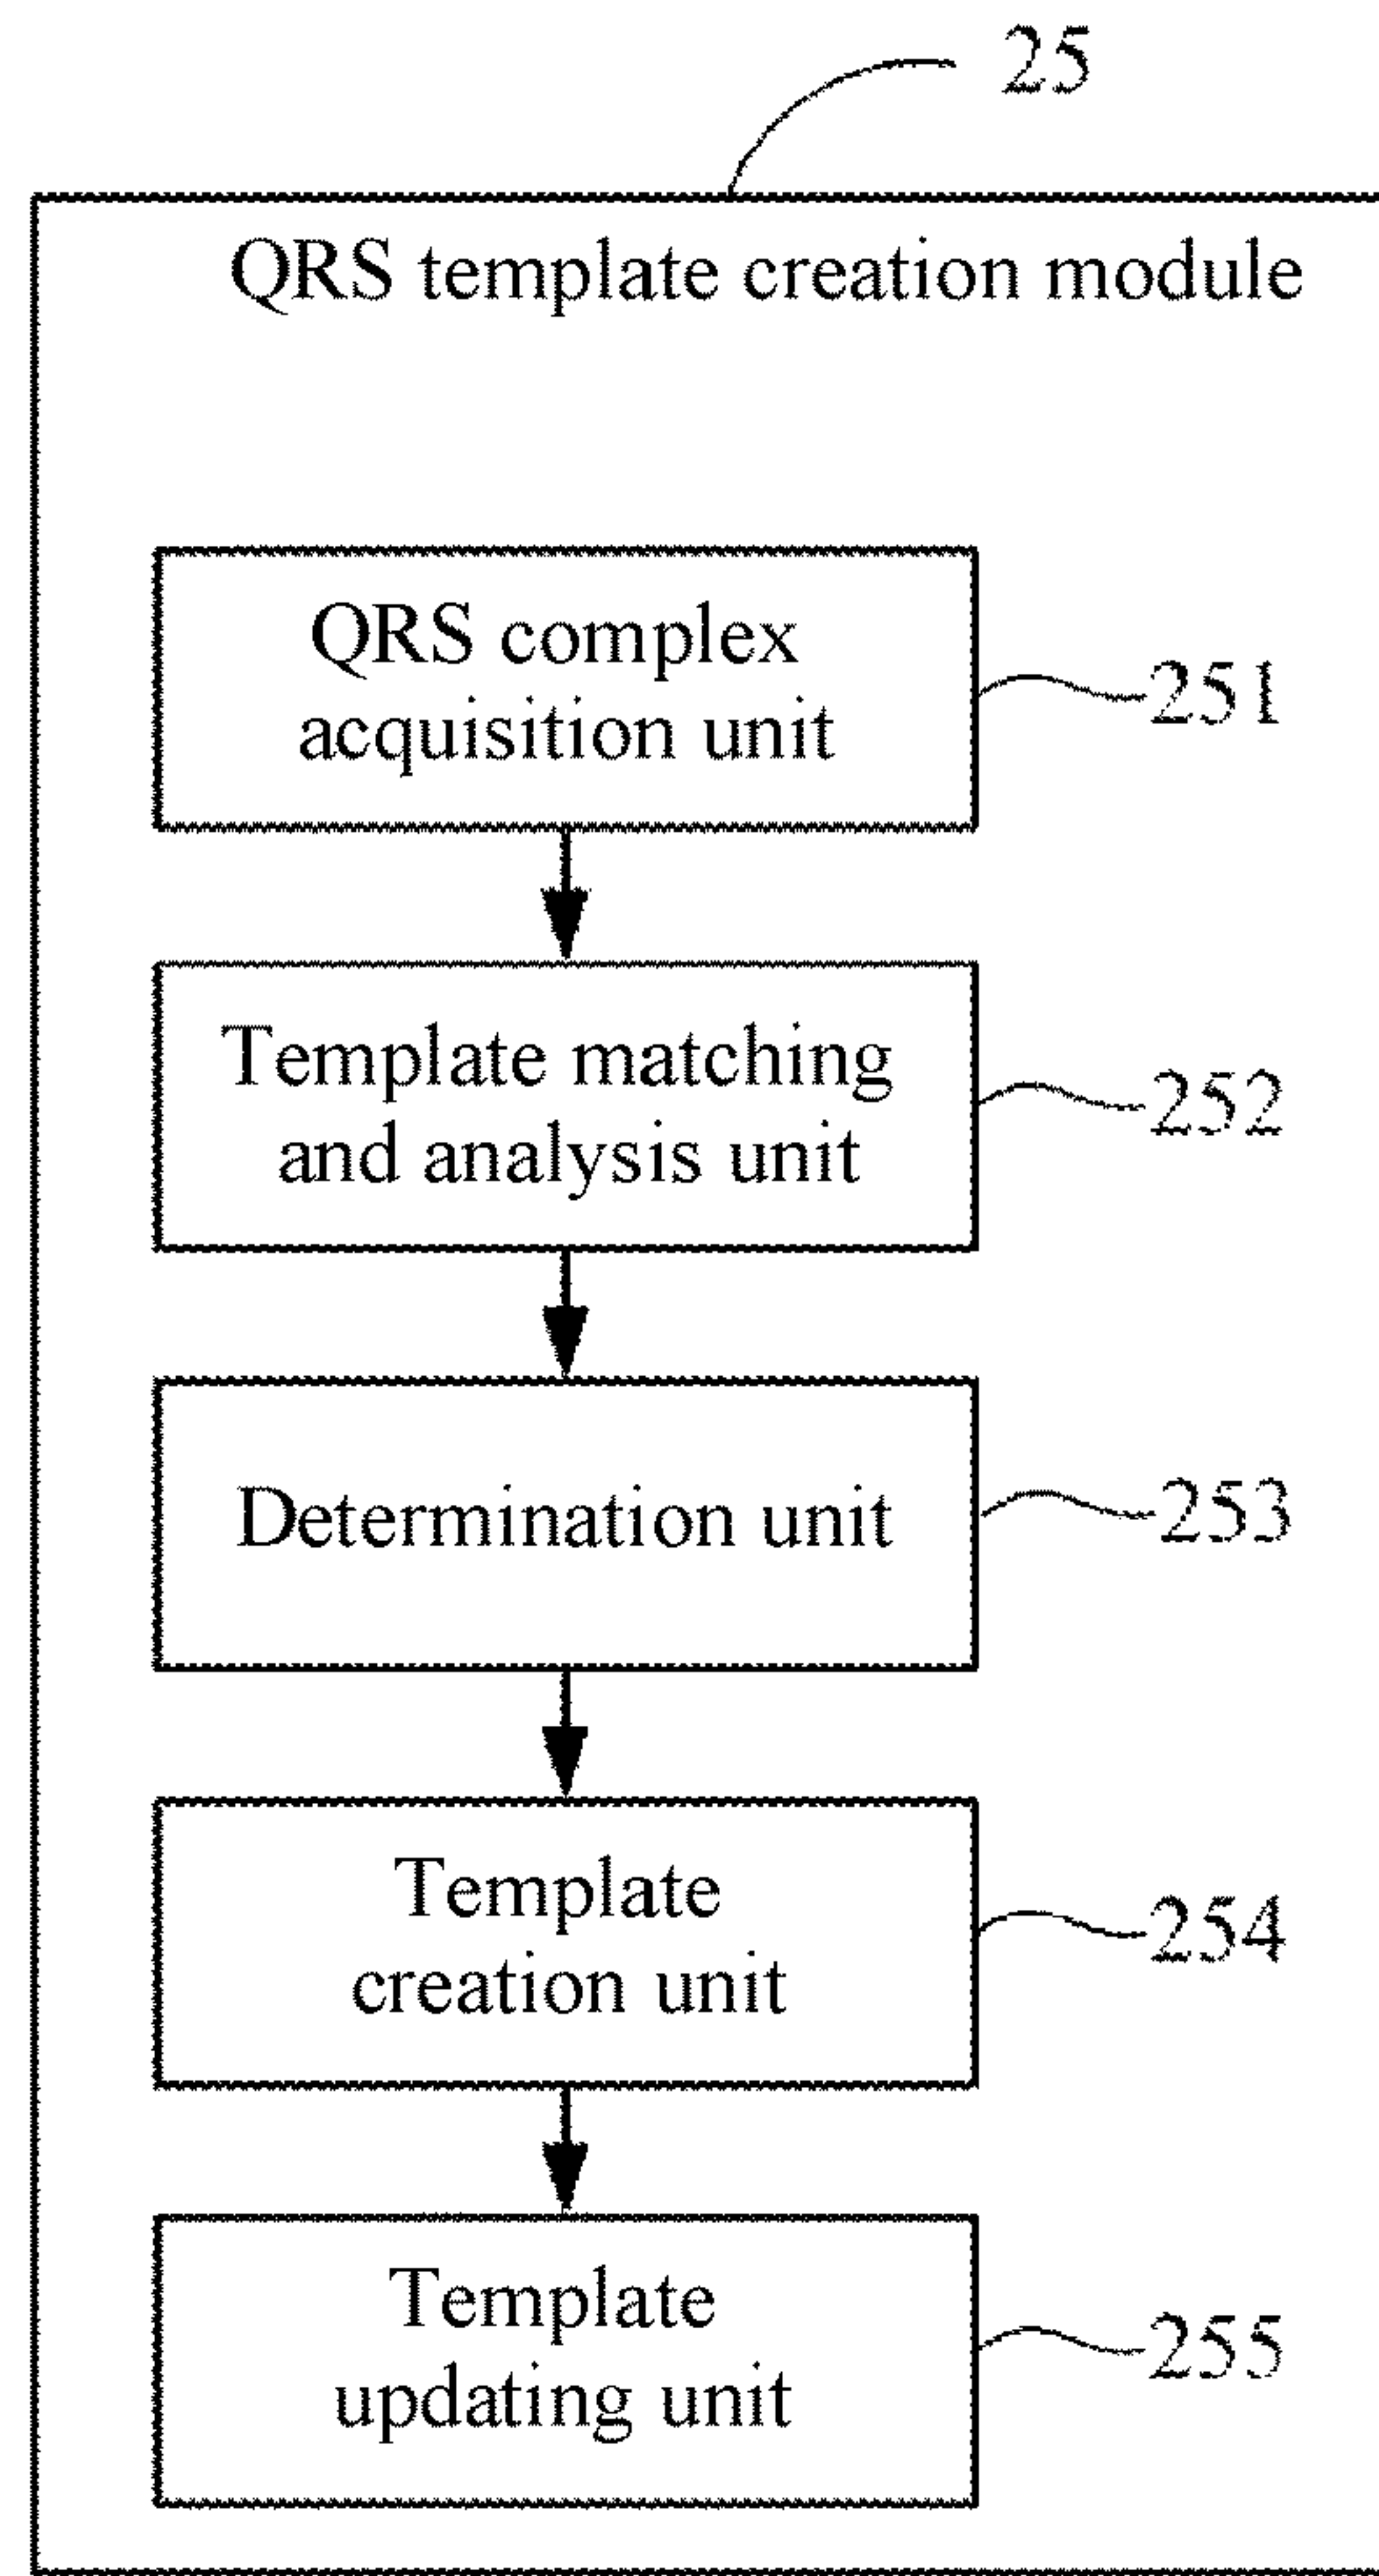 25
QRS template creation module
QRS complex
acquisition unit
251
Template matching
and analysis unit
252
Determination unit
253
Template
creation unit
254
Template
updating unit
255